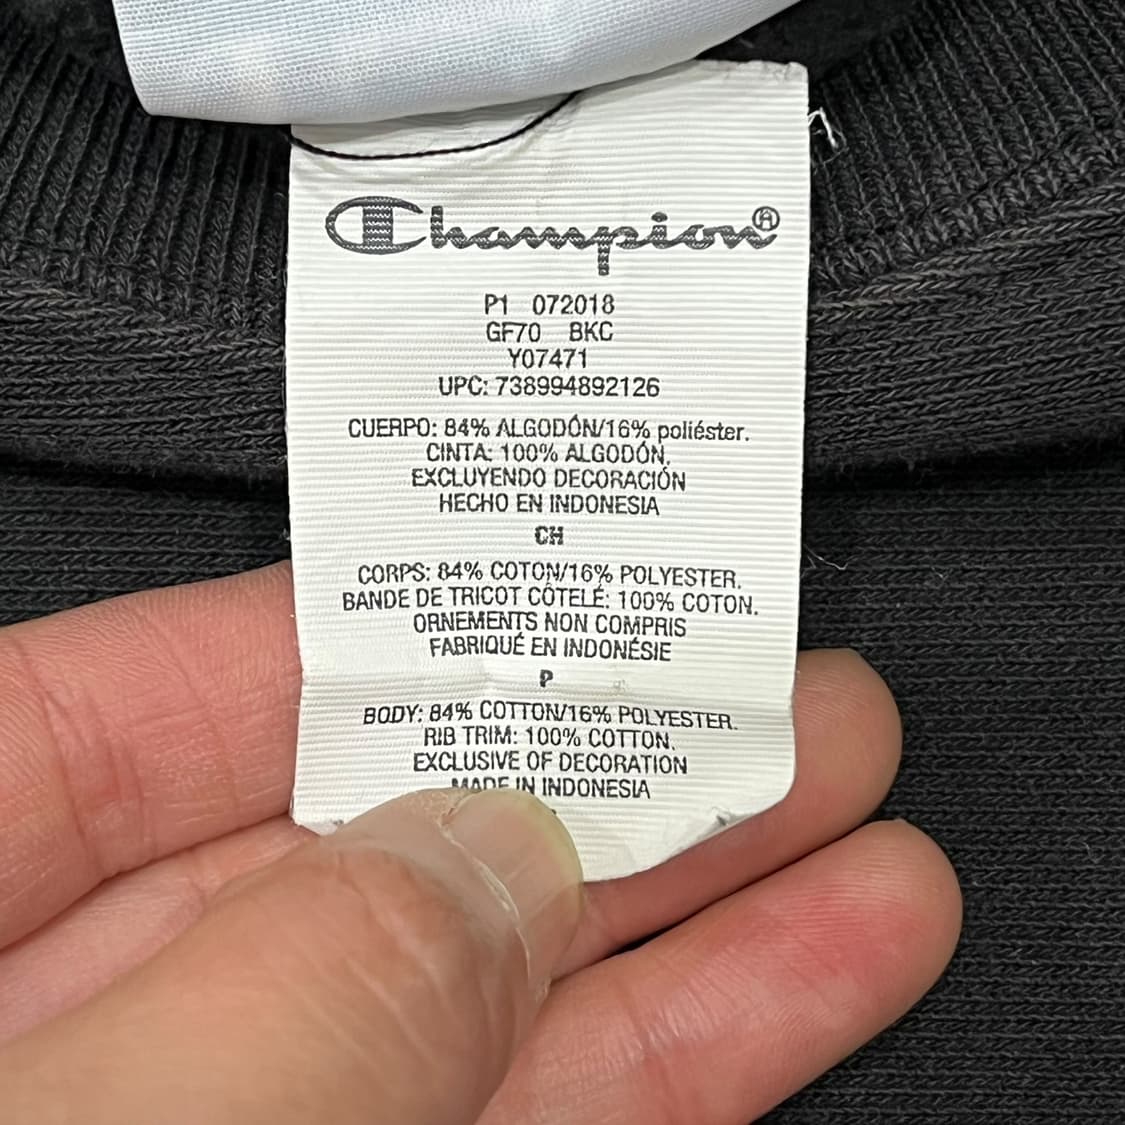 Champion®
P1 072018
GF70 BKC
Y07471
UPC: 738994892126
CUERPO: 84% ALGODÓN/16% poliéster.
CINTA: 100% ALGODÓN.
EXCLUYENDO DECORACIÓN
HECHO EN INDONESIA
CH
CORPS: 84% COTON/16% POLYESTER.
BANDE DE TRICOT CÔTELÉ: 100% COTON.
ORNEMENTS NON COMPRIS
FABRIQUÉ EN INDONÉSIE
P
BODY: 84% COTTON/16% POLYESTER.
RIB TRIM: 100% COTTON.
EXCLUSIVE OF DECORATION
MADE IN INDONESIA